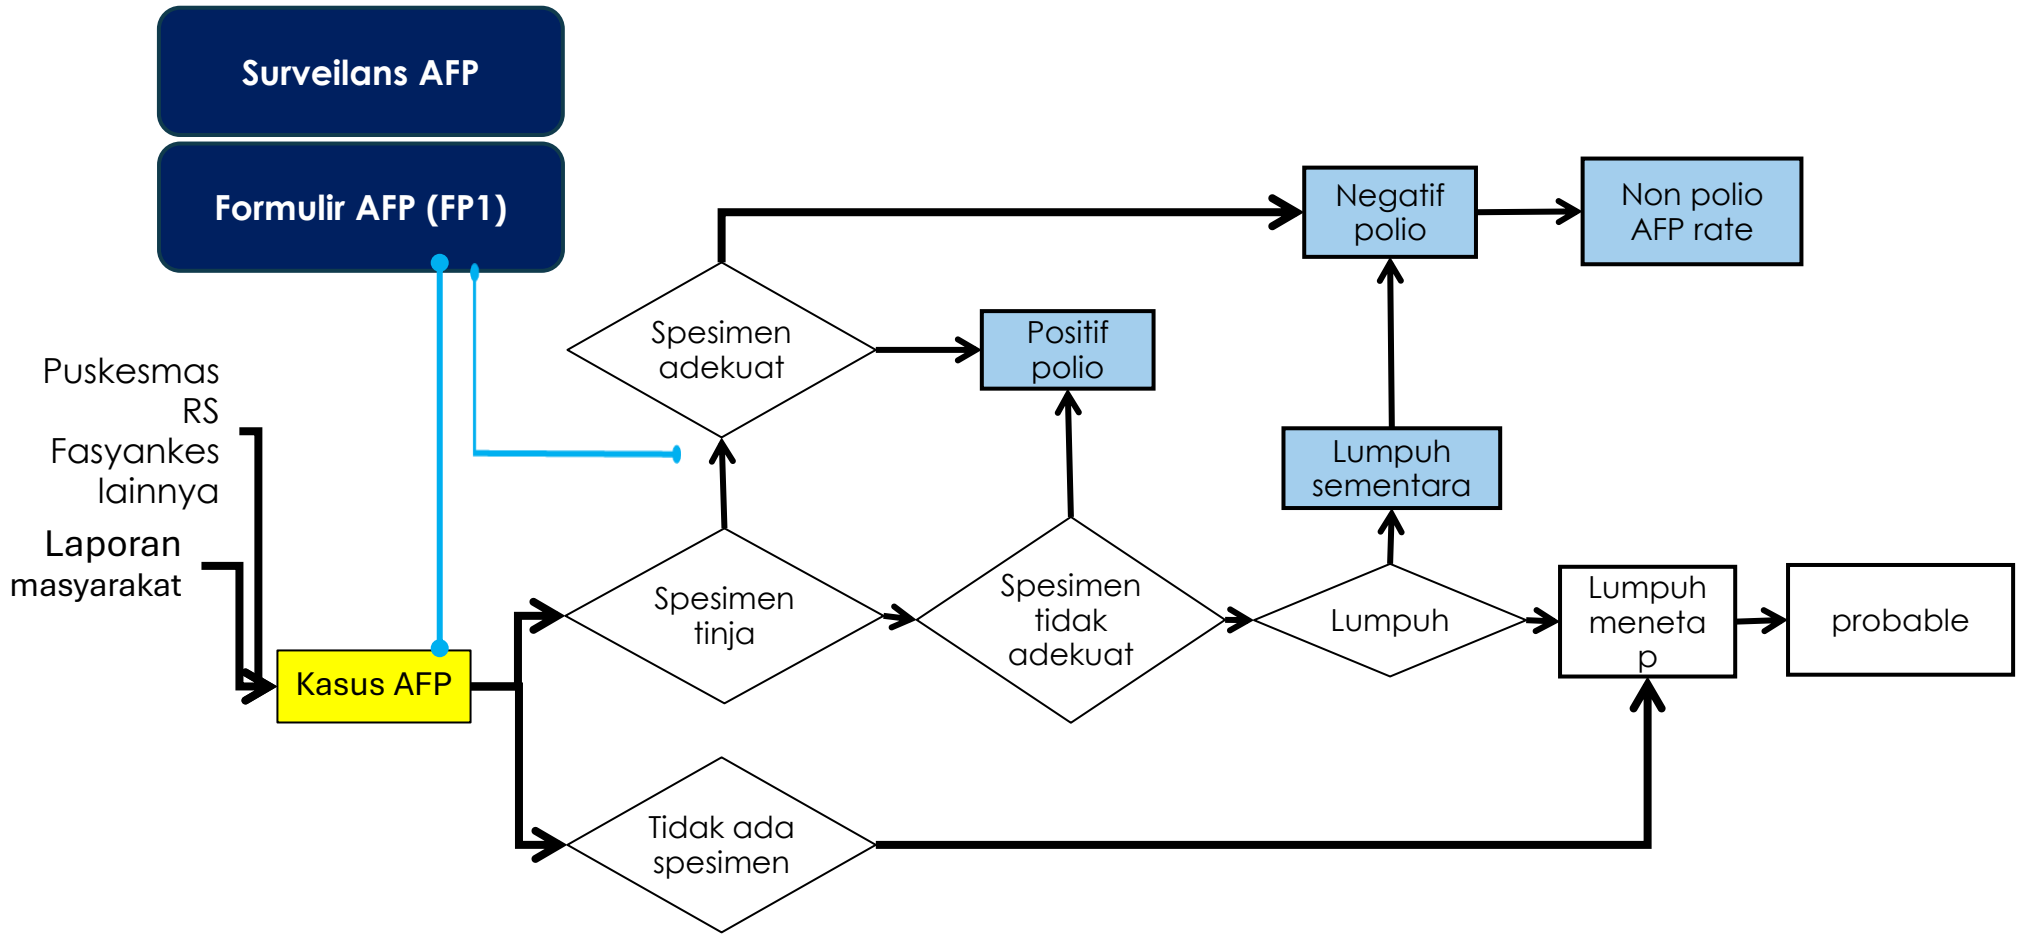 Surveilans AFP
Formulir AFP (FP1)
Puskesmas
RS
Fasyankes
lainnya
Laporan
masyarakat
Kasus AFP
Spesimen
adekuat
Positif
polio
Negatif
polio
Non polio
AFP rate
Lumpuh
sementara
Spesimen
tinja
Spesimen
tidak
adekuat
Lumpuh
Lumpuh
meneta
p
probable
Tidak ada
spesimen